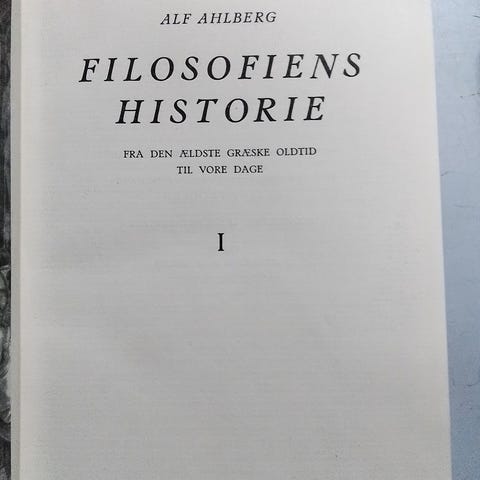 ALF AHLBERG
FILOSOFIENS
HISTORIE
FRA DEN ÆLDSTE GRÆSKE OLDTID
TIL VORE DAGE
I